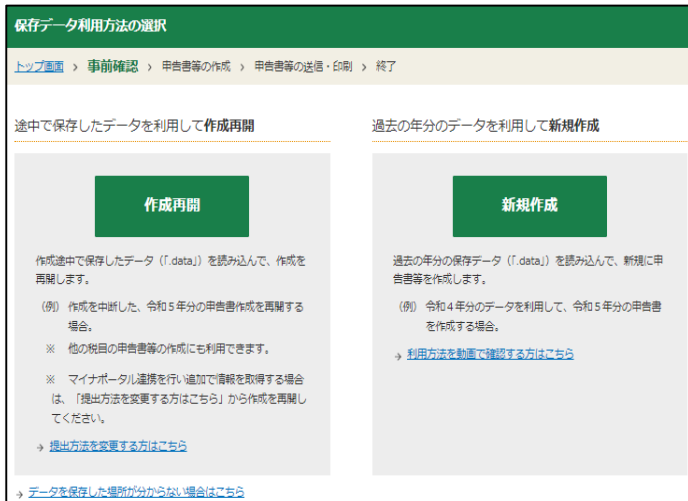 保存データ利用方法の選択
トップ画面 > 事前確認 > 申告書等の作成 > 申告書等の送信・印刷 > 終了
途中で保存したデータを利用して作成再開
作成再開
作成途中で保存したデータ（「.data」）を読み込んで、作成を
再開します。
（例） 作成を中断した、令和５年分の申告書作成を再開する
場合。
※ 他の税目の申告書等の作成にも利用できます。
※ マイナポータル連携を行い追加で情報を取得する場合
は、「提出方法を変更する方はこちら」から作成を再開し
てください。
→ 提出方法を変更する方はこちら
→ データを保存した場所が分からない場合はこちら
過去の年分のデータを利用して新規作成
新規作成
過去の年分の保存データ（「.data」）を読み込んで、新規に申
告書等を作成します。
（例） 令和４年分のデータを利用して、令和５年分の申告書
を作成する場合。
→ 利用方法を動画で確認する方はこちら